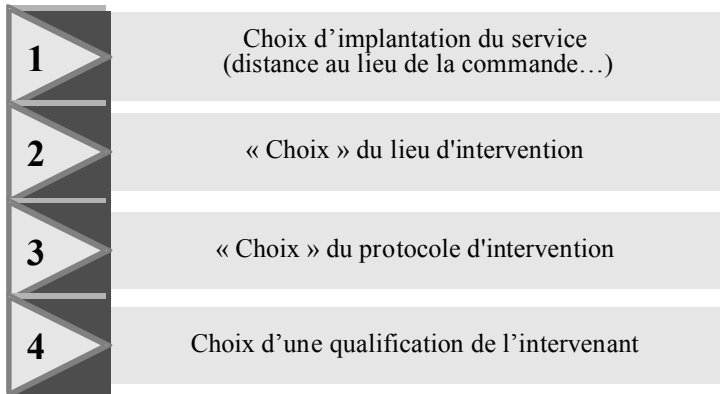 1
Choix d’implantation du service
(distance au lieu de la commande…)
2
« Choix » du lieu d'intervention
3
« Choix » du protocole d'intervention
4
Choix d’une qualification de l’intervenant